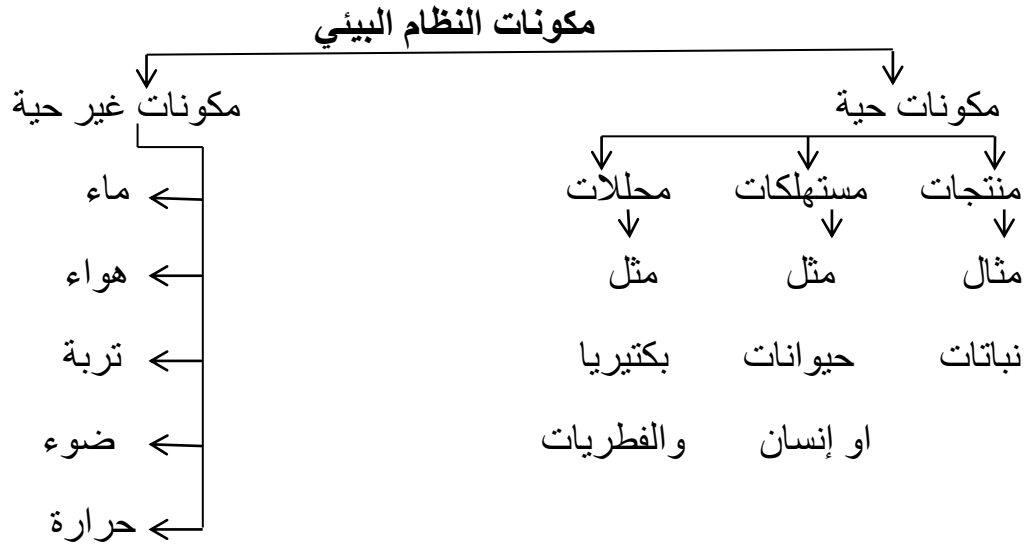 مكونات النظام البيئي
مكونات حية
مكونات غير حية
منتجات
مستهلكات
محللات
مثال
مثل
مثل
نباتات
حيوانات
بكتيريا
او إنسان
والفطريات
ماء
هواء
تربة
ضوء
حرارة